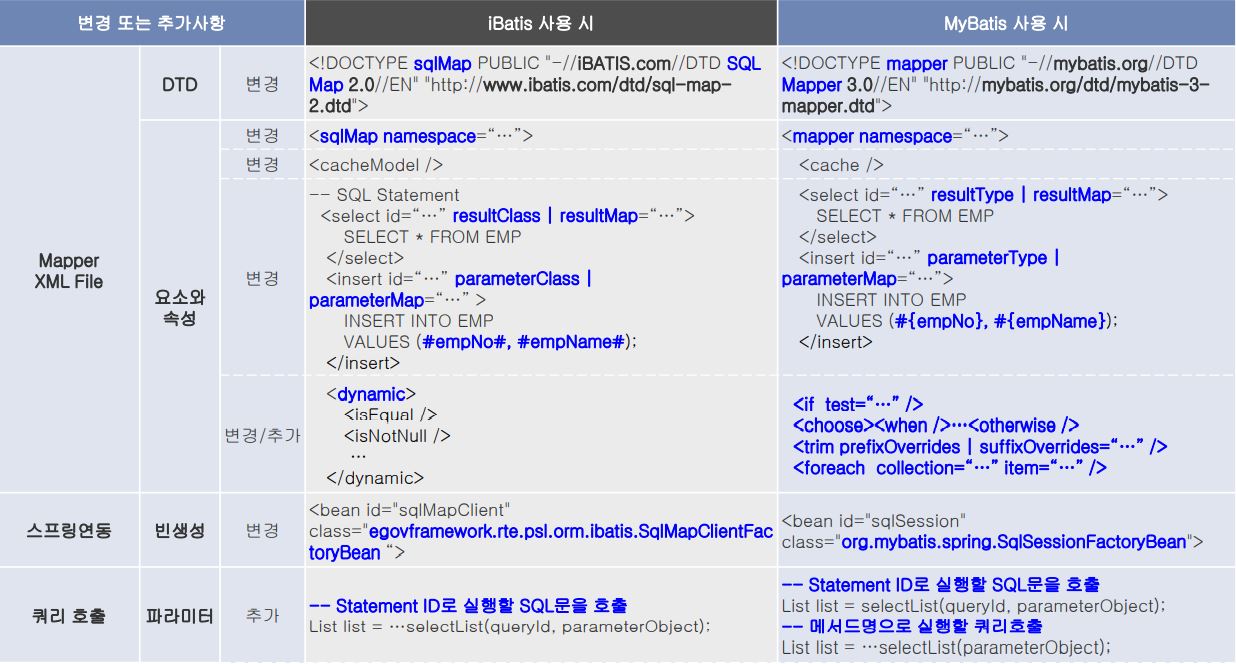 변경 또는 추가사항
iBatis 사용 시
MyBatis 사용 시
Mapper
XML File
DTD
변경
<!DOCTYPE sqlMap PUBLIC "-//iBATIS.com//DTD SQL
Map 2.0//EN" "http://www.ibatis.com/dtd/sql-map-
2.dtd">
<!DOCTYPE mapper PUBLIC "-//mybatis.org//DTD
Mapper 3.0//EN" "http://mybatis.org/dtd/mybatis-3-
mapper.dtd">
요소와
속성
변경
<sqlMap namespace=“…”>
<mapper namespace=“…”>
변경
<cacheModel />
<cache />
변경
-- SQL Statement
<select id=“…” resultClass | resultMap=“…”>
SELECT * FROM EMP
</select>
<insert id=“…” parameterClass |
parameterMap=“…” >
INSERT INTO EMP
VALUES (#empNo#, #empName#);
</insert>
<select id=“…” resultType | resultMap=“…”>
SELECT * FROM EMP
</select>
<insert id=“…” parameterType |
parameterMap=“…”>
INSERT INTO EMP
VALUES (#{empNo}, #{empName});
</insert>
변경/추가
<dynamic>
<isEqual />
<isNotNull />
…
</dynamic>
<if test=“…” />
<choose><when />…<otherwise />
<trim prefixOverrides | suffixOverrides=“…” />
<foreach collection=“…” item=“…” />
스프링연동
빈생성
변경
<bean id="sqlMapClient"
class="egovframework.rte.psl.orm.ibatis.SqlMapClientFac
toryBean “>
<bean id="sqlSession"
class="org.mybatis.spring.SqlSessionFactoryBean">
쿼리 호출
파라미터
추가
-- Statement ID로 실행할 SQL문을 호출
List list = …selectList(queryId, parameterObject);
-- Statement ID로 실행할 SQL문을 호출
List list = selectList(queryId, parameterObject);
-- 메서드명으로 실행할 쿼리호출
List list = …selectList(parameterObject);